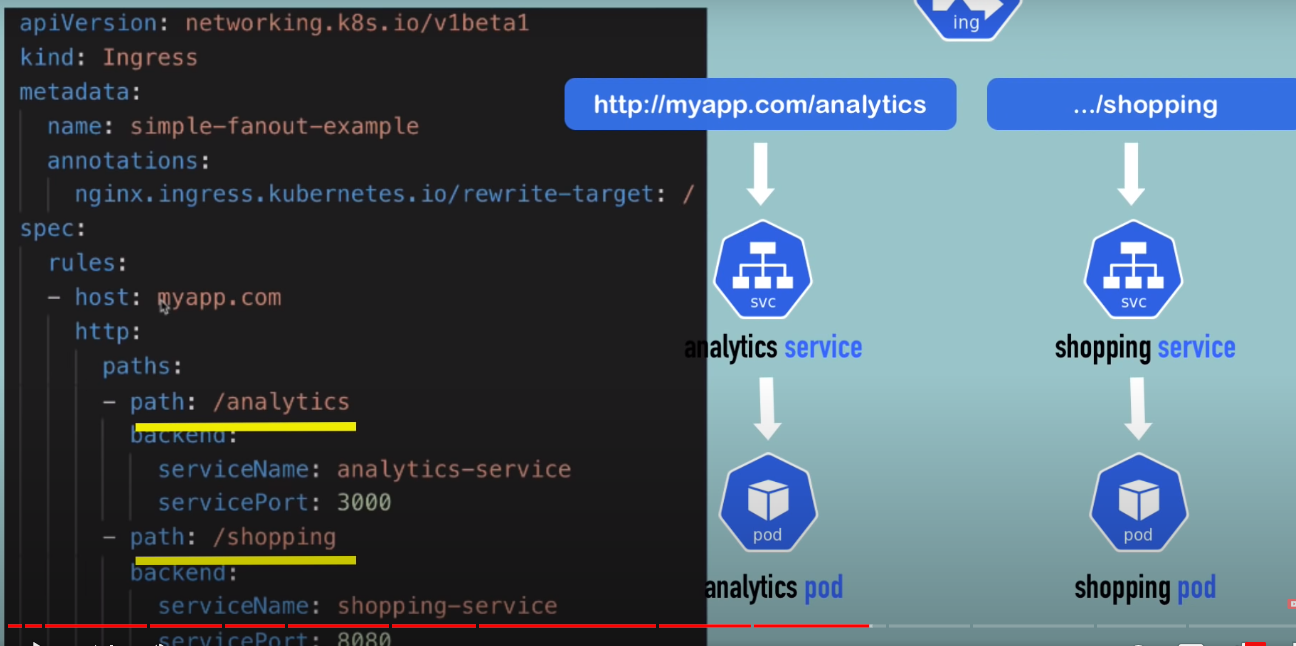 apiVersion: networking.k8s.io/v1beta1
kind: Ingress
metadata:
name: simple-fanout-example
annotations:
nginx.ingress.kubernetes.io/rewrite-target: /
spec:
rules:
- host: myapp.com
http:
paths:
- path: /analytics
backend:
serviceName: analytics-service
servicePort: 3000
- path: /shopping
backend:
serviceName: shopping-service
servicePort: 8080
ing
http://myapp.com/analytics
.../shopping
svc
svc
analytics service
shopping service
pod
pod
analytics pod
shopping pod